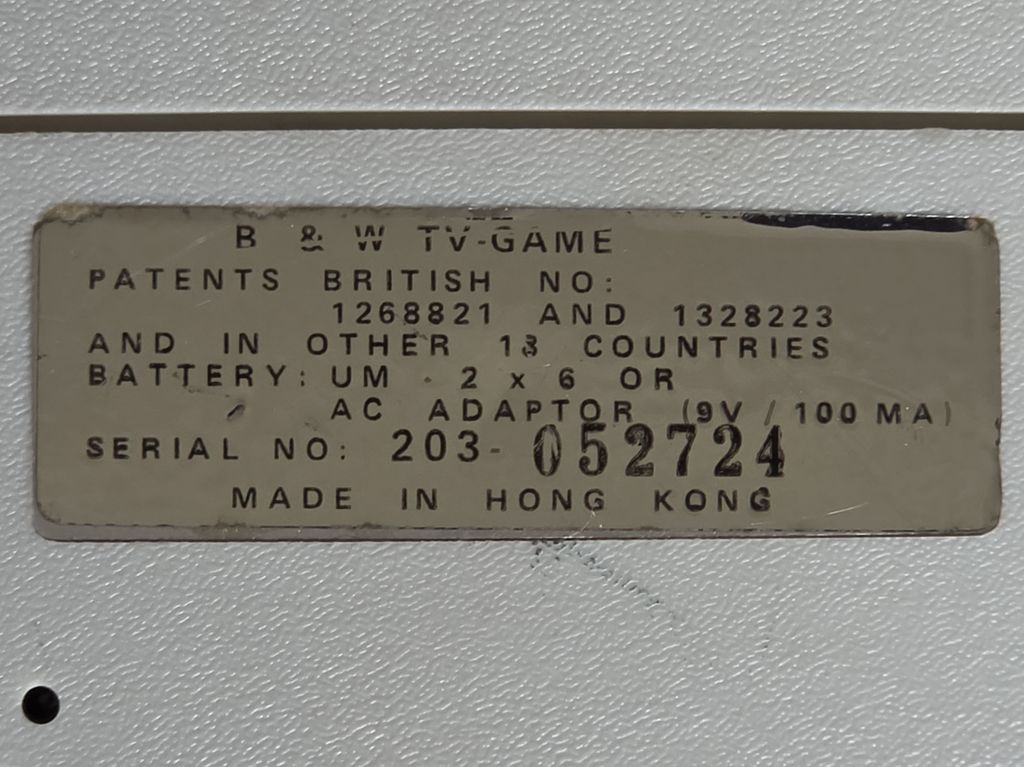 B & W TV-GAME
PATENTS BRITISH NO:
1268821 AND 1328223
AND IN OTHER 13 COUNTRIES
BATTERY: UM - 2 x 6 OR
AC ADAPTOR (9V / 100 MA)
SERIAL NO: 203- 052724
MADE IN HONG KONG